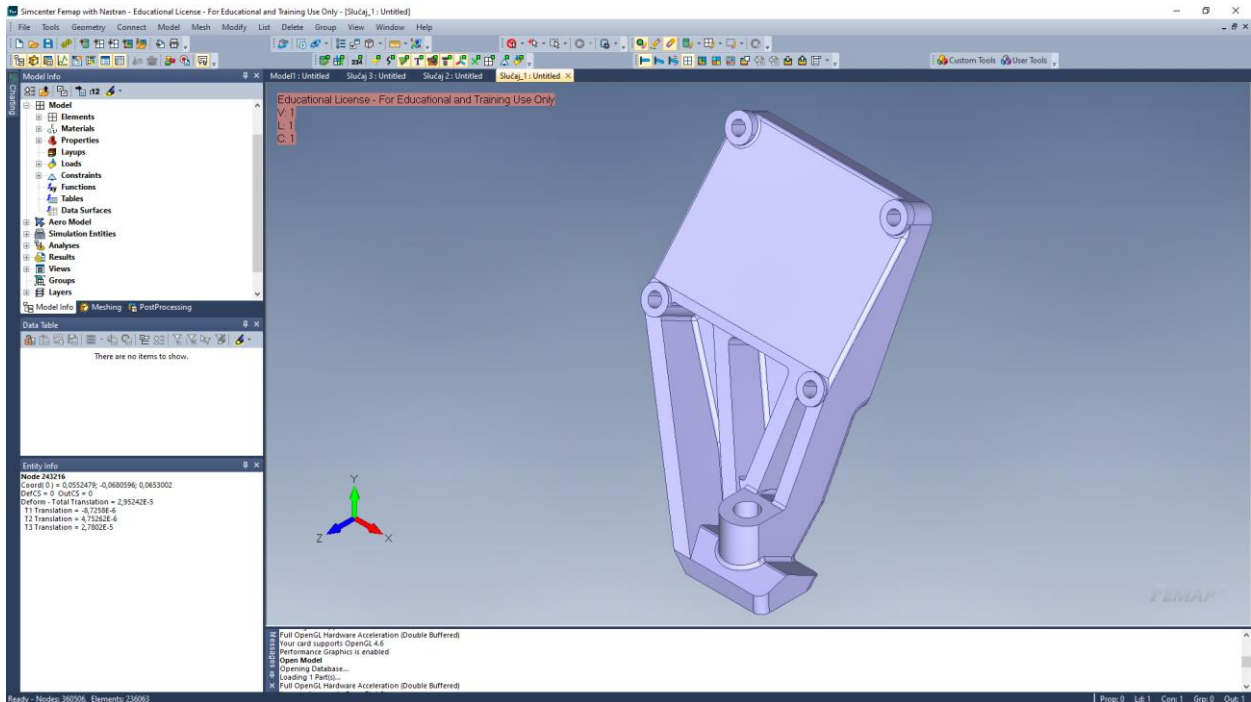 Simcenter Femap with Nastran - Educational License - For Educational and Training Use Only - [Slučaj_1 : Untitled]
File Tools Geometry Connect Model Mesh Modify List Delete Group View Window Help
Custom Tools User Tools
Model Info
Model1 : Untitled Slučaj 3 : Untitled Slučaj 2 : Untitled Slučaj_1 : Untitled
Charting
Model
Elements
Materials
Properties
Layups
Loads
Constraints
Functions
Tables
Data Surfaces
Aero Model
Simulation Entities
Analyses
Results
Views
Groups
Layers
Model Info Meshing PostProcessing
Data Table
There are no items to show.
Entity Info
Node 243216
Coord( 0 ) = 0,0552479; -0,0680596; 0,0653002
DefCS = 0 OutCS = 0
Deform - Total Translation = 2,95242E-5
T1 Translation = -8,7258E-6
T2 Translation = 4,75262E-6
T3 Translation = 2,7802E-5
Educational License - For Educational and Training Use Only
V: 1
L: 1
C: 1
Y
Z X
FEMAP
Messages
Full OpenGL Hardware Acceleration (Double Buffered)
Your card supports OpenGL 4.6
Performance Graphics is enabled
Open Model
Opening Database...
Loading 1 Part(s)...
Full OpenGL Hardware Acceleration (Double Buffered)
Ready - Nodes: 360506, Elements: 236063
Prop: 0 Ld: 1 Con: 1 Grp: 0 Out: 1